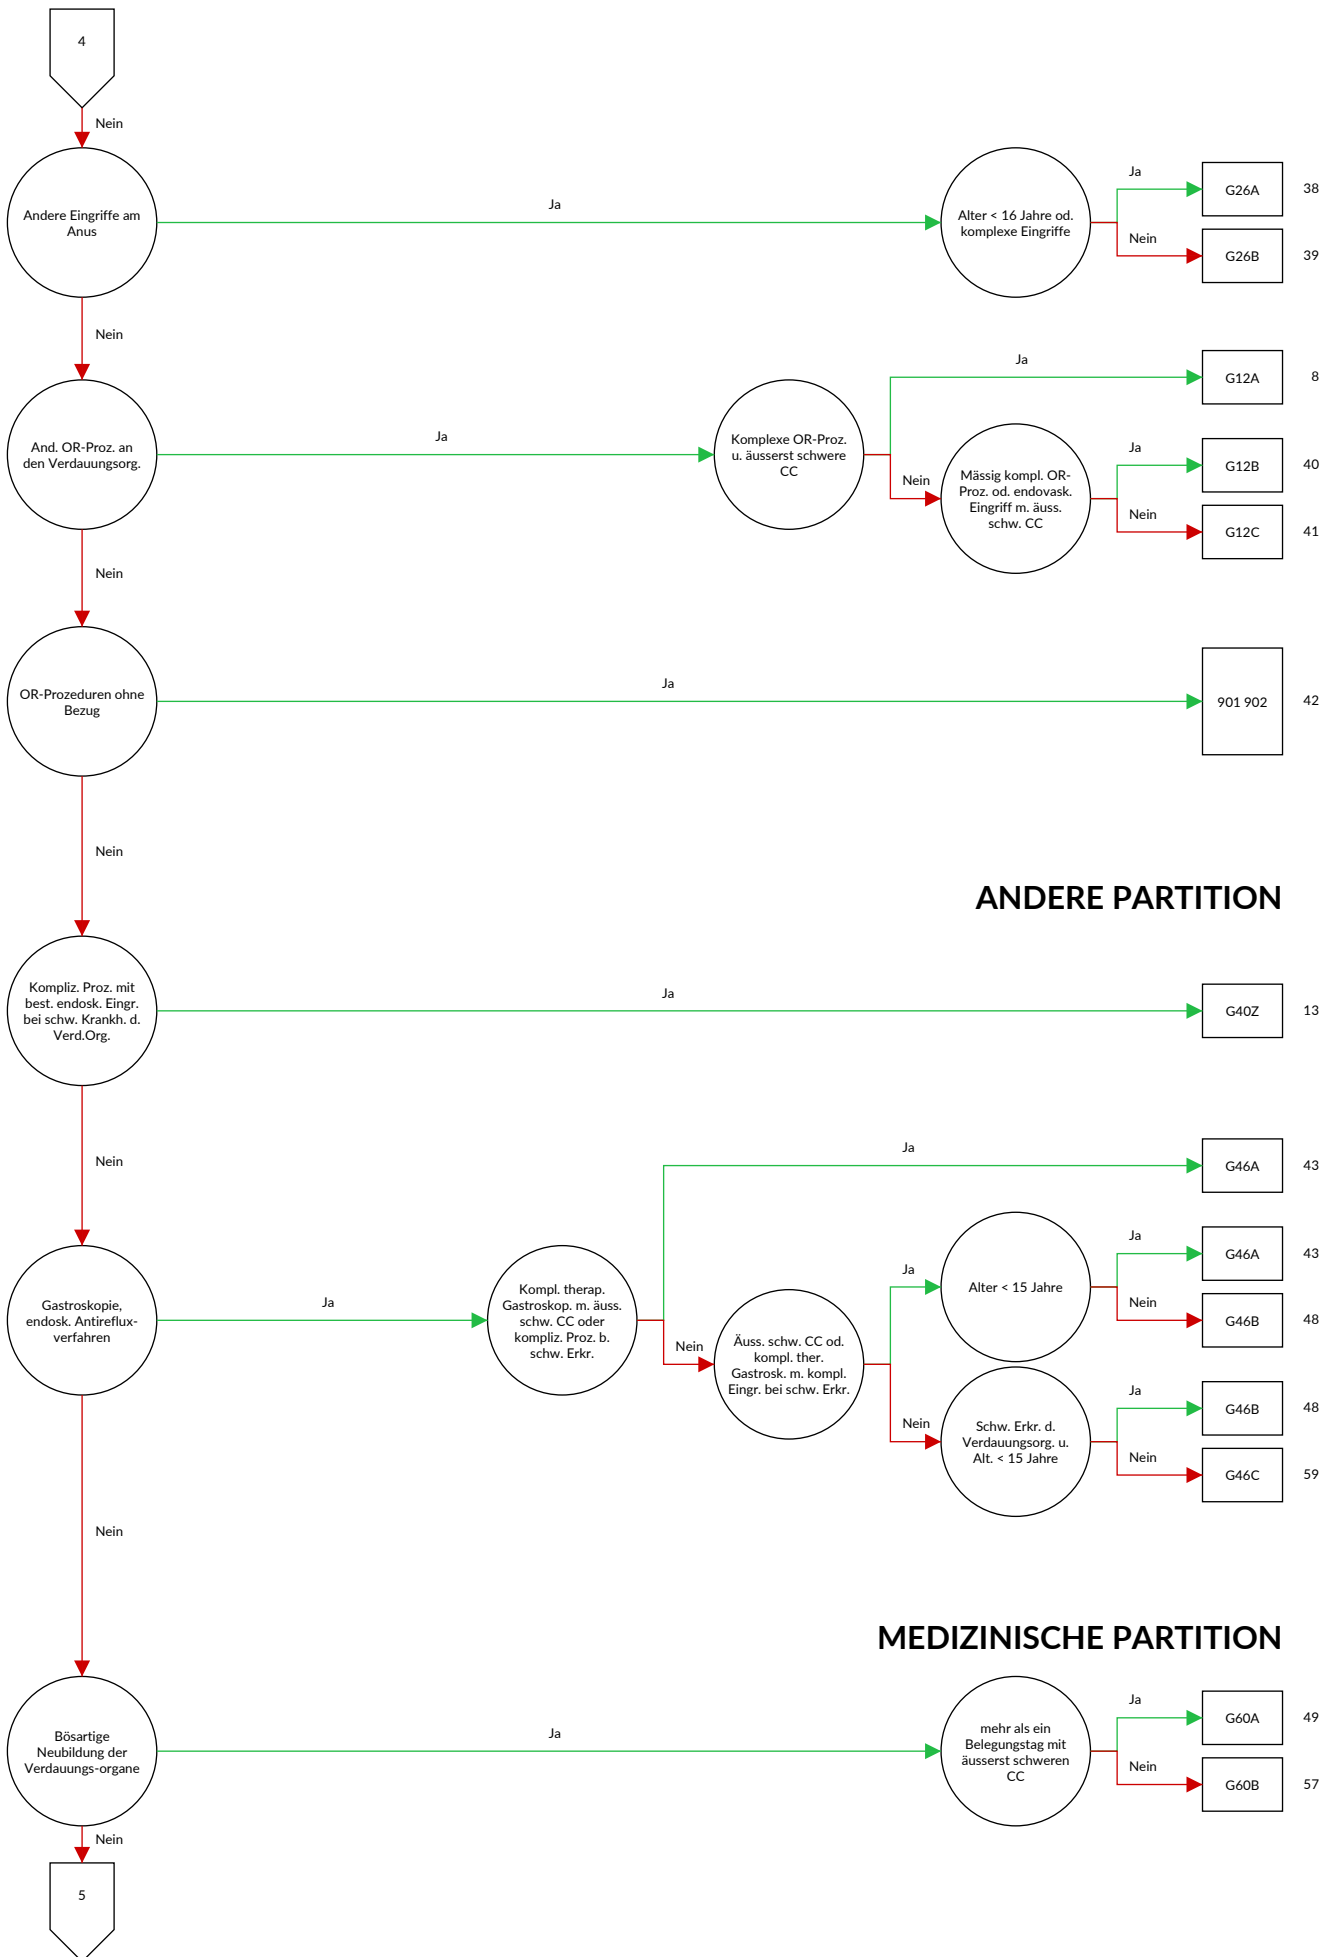 4
Nein
Andere Eingriffe am
Anus
Ja
Alter < 16 Jahre od.
komplexe Eingriffe
Ja
G26A
38
Nein
G26B
39
Nein
And. OR-Proz. an
den Verdauungsorg.
Ja
Komplexe OR-Proz.
u. äusserst schwere
CC
Ja
G12A
8
Nein
Mässig kompl. OR-
Proz. od. endovask.
Eingriff m. äuss.
schw. CC
Ja
G12B
40
Nein
G12C
41
Nein
OR-Prozeduren ohne
Bezug
Ja
901 902
42
Nein
ANDERE PARTITION
Kompliz. Proz. mit
best. endosk. Eingr.
bei schw. Krankh. d.
Verd.Org.
Ja
G40Z
13
Nein
Gastroskopie,
endosk. Antireflux-
verfahren
Ja
Kompl. therap.
Gastroskop. m. äuss.
schw. CC oder
kompliz. Proz. b.
schw. Erkr.
Ja
G46A
43
Nein
Äuss. schw. CC od.
kompl. ther.
Gastrosk. m. kompl.
Eingr. bei schw. Erkr.
Ja
Alter < 15 Jahre
Ja
G46A
43
Nein
G46B
48
Nein
Schw. Erkr. d.
Verdauungsorg. u.
Alt. < 15 Jahre
Ja
G46B
48
Nein
G46C
59
Nein
MEDIZINISCHE PARTITION
Bösartige
Neubildung der
Verdauungs-organe
Ja
mehr als ein
Belegungstag mit
äusserst schweren
CC
Ja
G60A
49
Nein
G60B
57
Nein
5